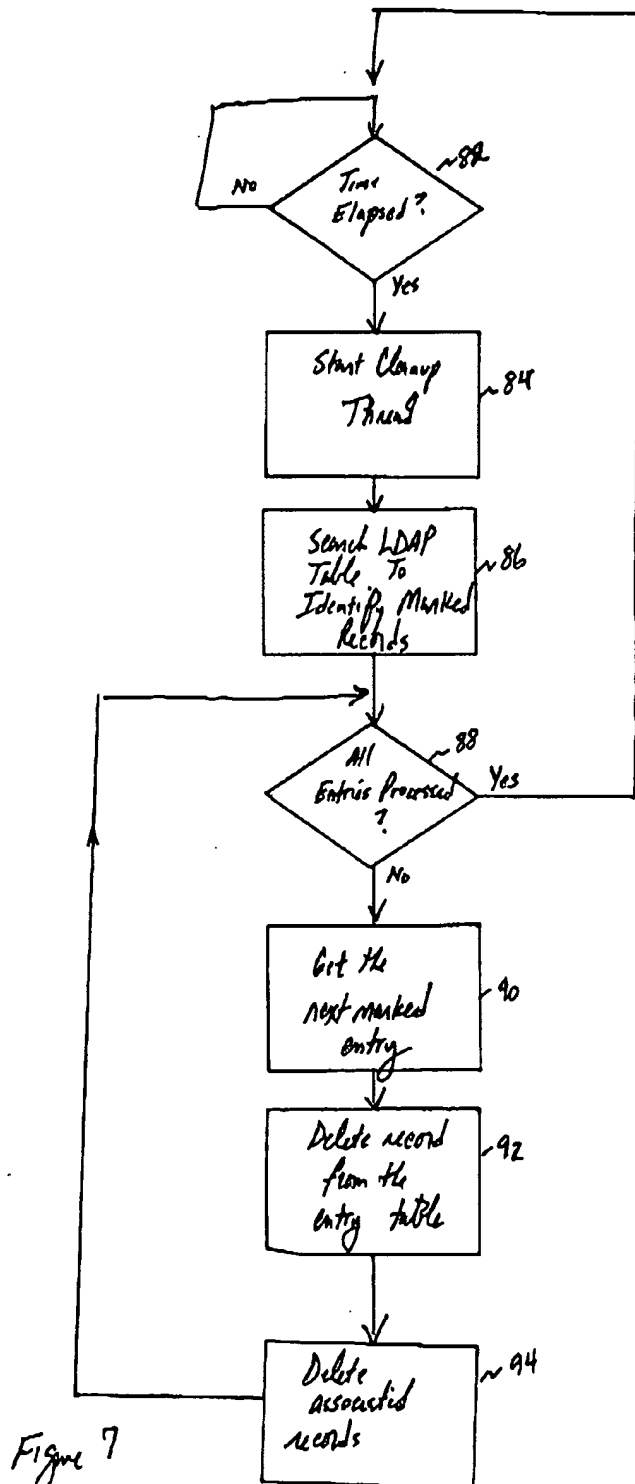 ~82
Time
Elapsed?
No
Yes
Start Cleanup
Thread
~84
Search LDAP
Table To
Identify Marked
Records
~86
88
All
Entries Processed
?
Yes
No
Get the
next marked
entry
~90
Delete record
from the
entry table
~92
Delete
associated
records
~94
Figure 7